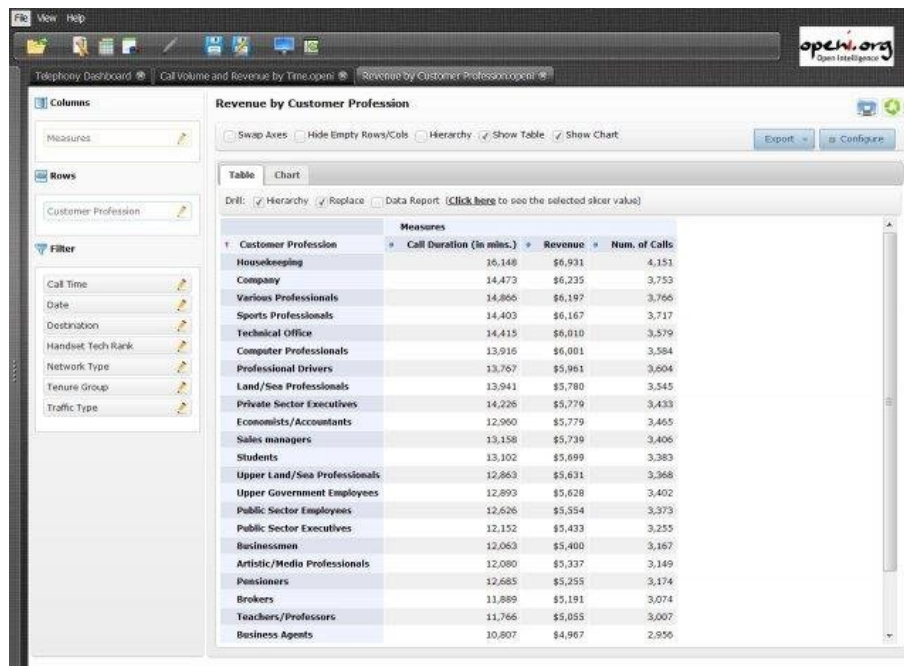 File View Help
openi.org
Open Intelligence
Telephony Dashboard Call Volume and Revenue by Time.openi Revenue by Customer Profession.openi
Columns
Measures
Rows
Customer Profession
Filter
Call Time
Date
Destination
Handset Tech Rank
Network Type
Tenure Group
Traffic Type
Revenue by Customer Profession
Swap Axes Hide Empty Rows/Cols Hierarchy Show Table Show Chart
Export Configure
Table Chart
Drill: Hierarchy Replace Data Report (Click here to see the selected slicer value)
Measures
Customer Profession Call Duration (in mins.) Revenue Num. of Calls
Housekeeping 16,148 $6,931 4,151
Company 14,473 $6,235 3,753
Various Professionals 14,866 $6,197 3,766
Sports Professionals 14,403 $6,167 3,717
Technical Office 14,415 $6,010 3,579
Computer Professionals 13,916 $6,001 3,584
Professional Drivers 13,767 $5,961 3,604
Land/Sea Professionals 13,941 $5,780 3,545
Private Sector Executives 14,226 $5,779 3,433
Economists/Accountants 12,960 $5,779 3,465
Sales managers 13,158 $5,739 3,406
Students 13,102 $5,699 3,383
Upper Land/Sea Professionals 12,863 $5,631 3,368
Upper Government Employees 12,893 $5,628 3,402
Public Sector Employees 12,626 $5,554 3,373
Public Sector Executives 12,152 $5,433 3,255
Businessmen 12,063 $5,400 3,167
Artistic/Media Professionals 12,080 $5,337 3,149
Pensioners 12,685 $5,255 3,174
Brokers 11,889 $5,191 3,074
Teachers/Professors 11,766 $5,055 3,007
Business Agents 10,807 $4,967 2,956